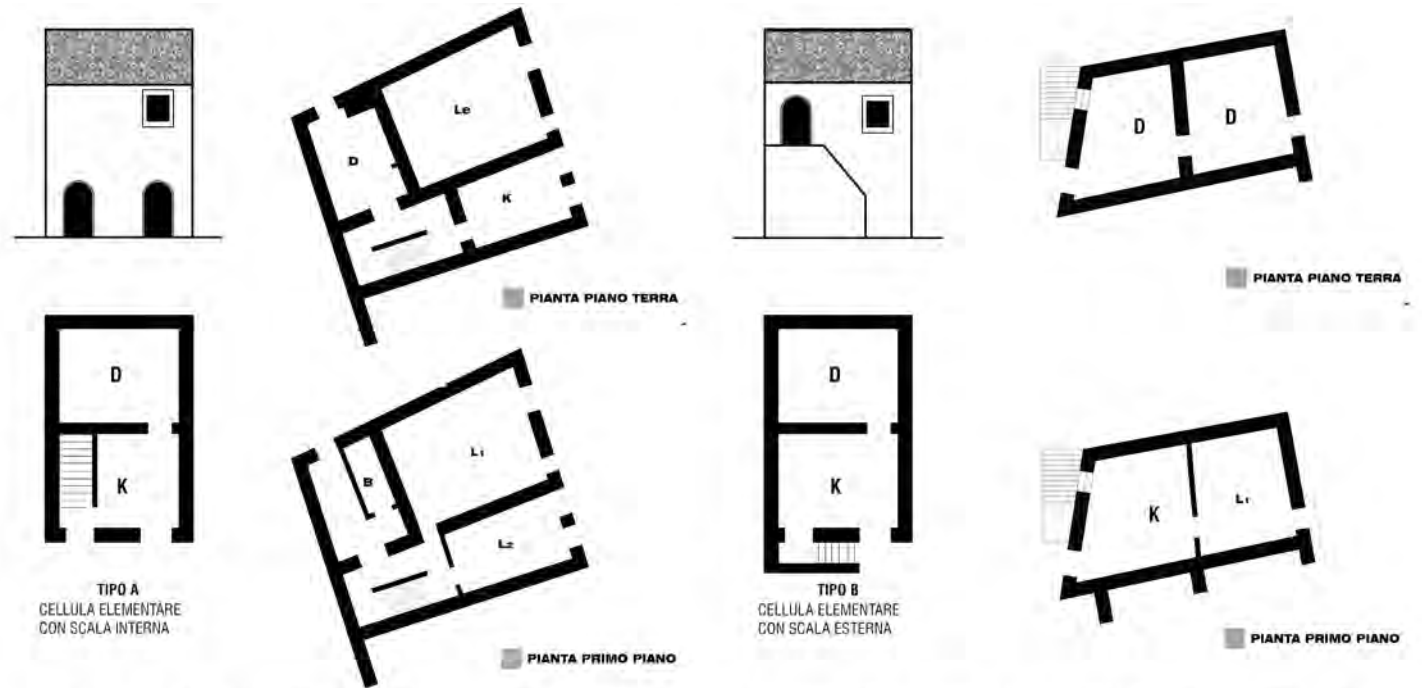 Le
D
K
PIANTA PIANO TERRA
D
K
TIPO A
CELLULA ELEMENTARE
CON SCALA INTERNA
L1
B
L2
PIANTA PRIMO PIANO
D
D
PIANTA PIANO TERRA
D
K
TIPO B
CELLULA ELEMENTARE
CON SCALA ESTERNA
K
L1
PIANTA PRIMO PIANO